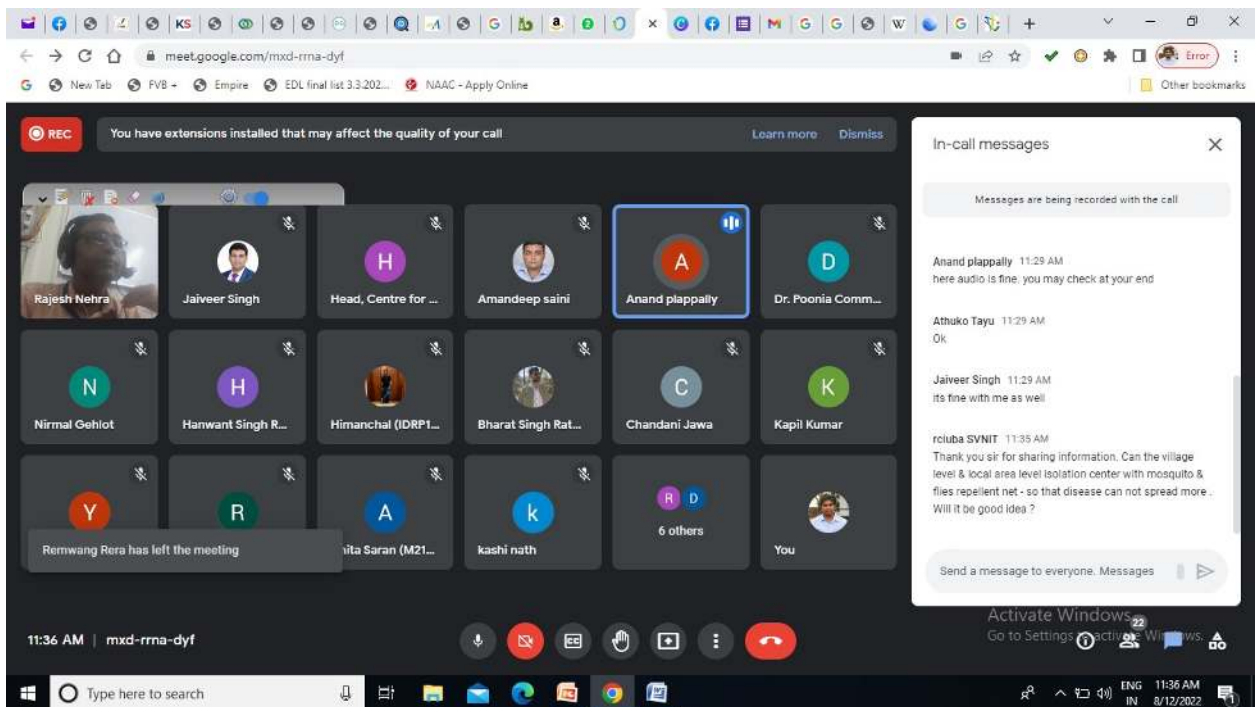 meet.google.com/mxd-rrna-dyf
Error
New Tab
FVB +
Empire
EDL final list 3.3.202...
NAAC - Apply Online
Other bookmarks
REC
You have extensions installed that may affect the quality of your call
Learn more
Dismiss
Rajesh Nehra
Jaiveer Singh
H
Head, Centre for ...
Amandeep saini
A
Anand plappally
D
Dr. Poonia Comm...
N
Nirmal Gehlot
H
Hanwant Singh R...
Himanchal (IDRP1...
Bharat Singh Rat...
C
Chandani Jawa
K
Kapil Kumar
Y
R
A
ita Saran (M21...
k
kashi nath
R D
6 others
You
Remwang Rera has left the meeting
In-call messages
Messages are being recorded with the call
Anand plappally 11:29 AM
here audio is fine. you may check at your end
Athuko Tayu 11:29 AM
Ok
Jaiveer Singh 11:29 AM
its fine with me as well
rciuba SVNIT 11:35 AM
Thank you sir for sharing information. Can the village
level & local area level isolation center with mosquito &
flies repellent net - so that disease can not spread more .
Will it be good idea ?
Send a message to everyone. Messages
Activate Windows
Go to Settings to activate Windows.
22
11:36 AM | mxd-rrna-dyf
CC
Type here to search
ENG
IN
11:36 AM
8/12/2022
1